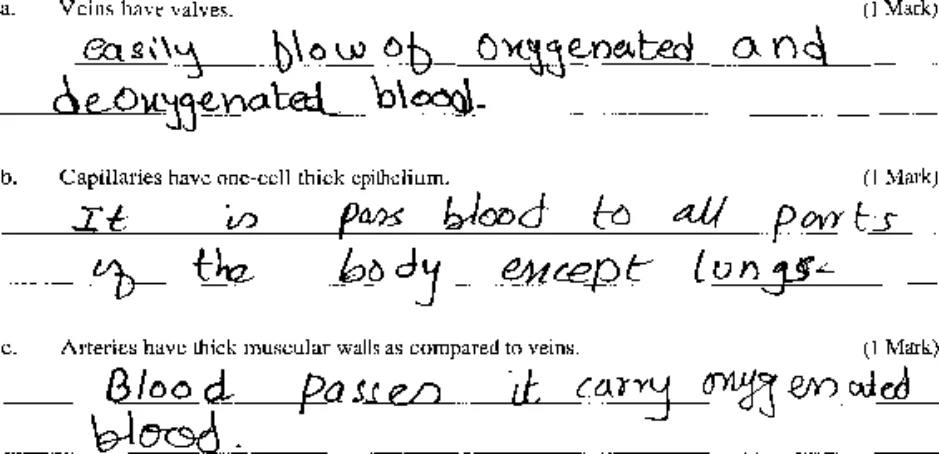 a. Veins have valves. (1 Mark)
easily flow of oxygenated and
deoxygenated blood.
b. Capillaries have one-cell thick epithelium. (1 Mark)
It is pass blood to all parts
of the body except lungs.
c. Arteries have thick muscular walls as compared to veins. (1 Mark)
Blood passes it carry oxygenated
blood.